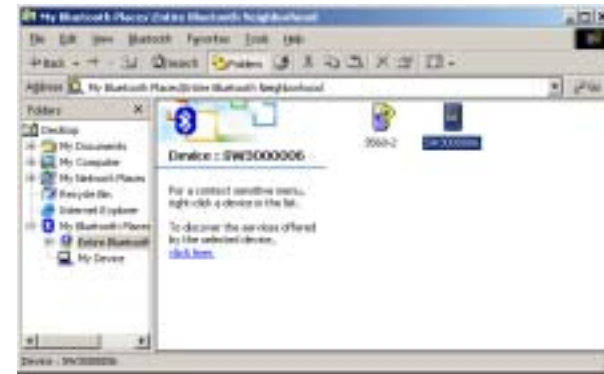 My Bluetooth Places\Entire Bluetooth Neighborhood
File Edit View Bluetooth Favorites Tools Help
Back Search Folders
Address My Bluetooth Places\Entire Bluetooth Neighborhood Go
Folders
Desktop
My Documents
My Computer
My Network Places
Recycle Bin
Internet Explorer
My Bluetooth Places
Entire Bluetooth
My Device
Device : SW3000006
For a context sensitive menu,
right-click a device in the list.
To discover the services offered
by the selected device,
click here.
SW3000006
Device : SW3000006